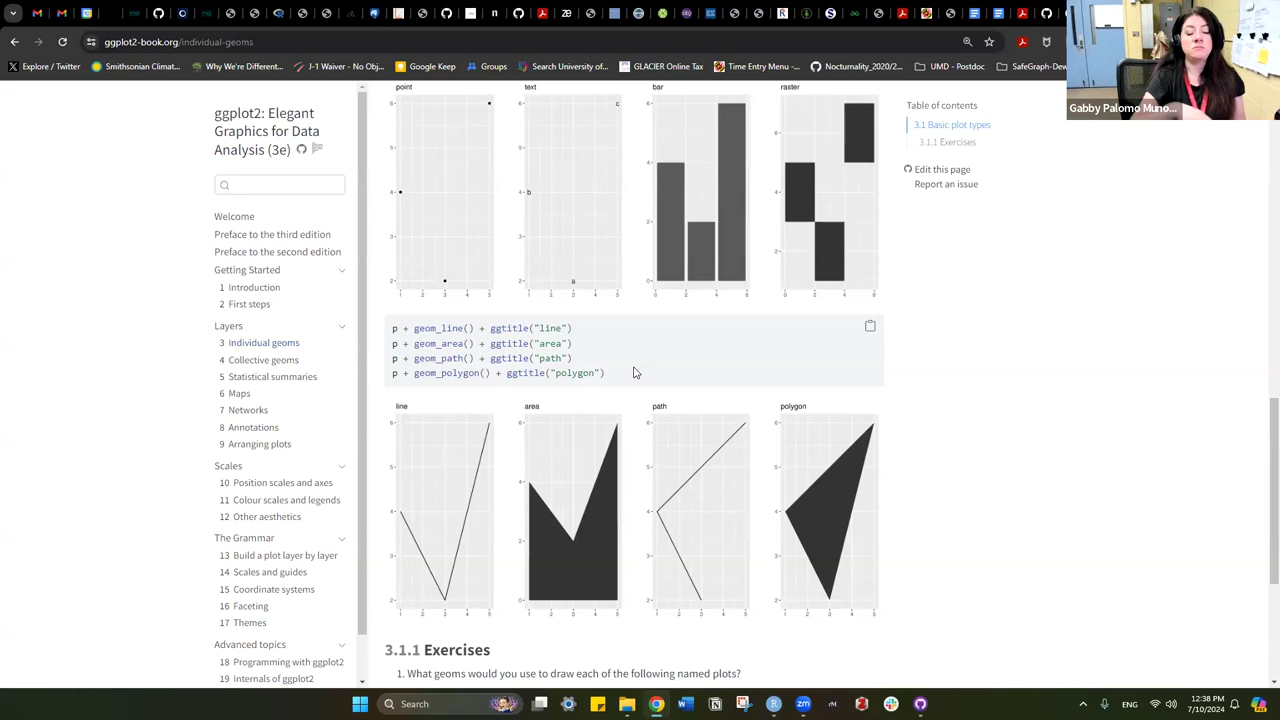 ggplot2-book.org/individual-geoms
Explore / Twitter
Smithsonian Climat...
Why We're Different...
J-1 Waiver - No Obj...
Google
Search | University of...
GLACIER Online Tax
Time Entry Menu -...
Nocturnality_2020/2...
UMD - Postdoc
SafeGraph-Dew
Gabby Palomo Muno...
ggplot2: Elegant
Graphics for Data
Analysis (3e)
Welcome
Preface to the third edition
Preface to the second edition
Getting Started
1 Introduction
2 First steps
Layers
3 Individual geoms
4 Collective geoms
5 Statistical summaries
6 Maps
7 Networks
8 Annotations
9 Arranging plots
Scales
10 Position scales and axes
11 Colour scales and legends
12 Other aesthetics
The Grammar
13 Build a plot layer by layer
14 Scales and guides
15 Coordinate systems
16 Faceting
17 Themes
Advanced topics
18 Programming with ggplot2
19 Internals of ggplot2
point
text
bar
raster
c
b
a
p + geom_line() + ggtitle("line")
p + geom_area() + ggtitle("area")
p + geom_path() + ggtitle("path")
p + geom_polygon() + ggtitle("polygon")
line
area
path
polygon
3.1.1 Exercises
1. What geoms would you use to draw each of the following named plots?
Table of contents
3.1 Basic plot types
3.1.1 Exercises
Edit this page
Report an issue
Search
ENG
12:38 PM
7/10/2024